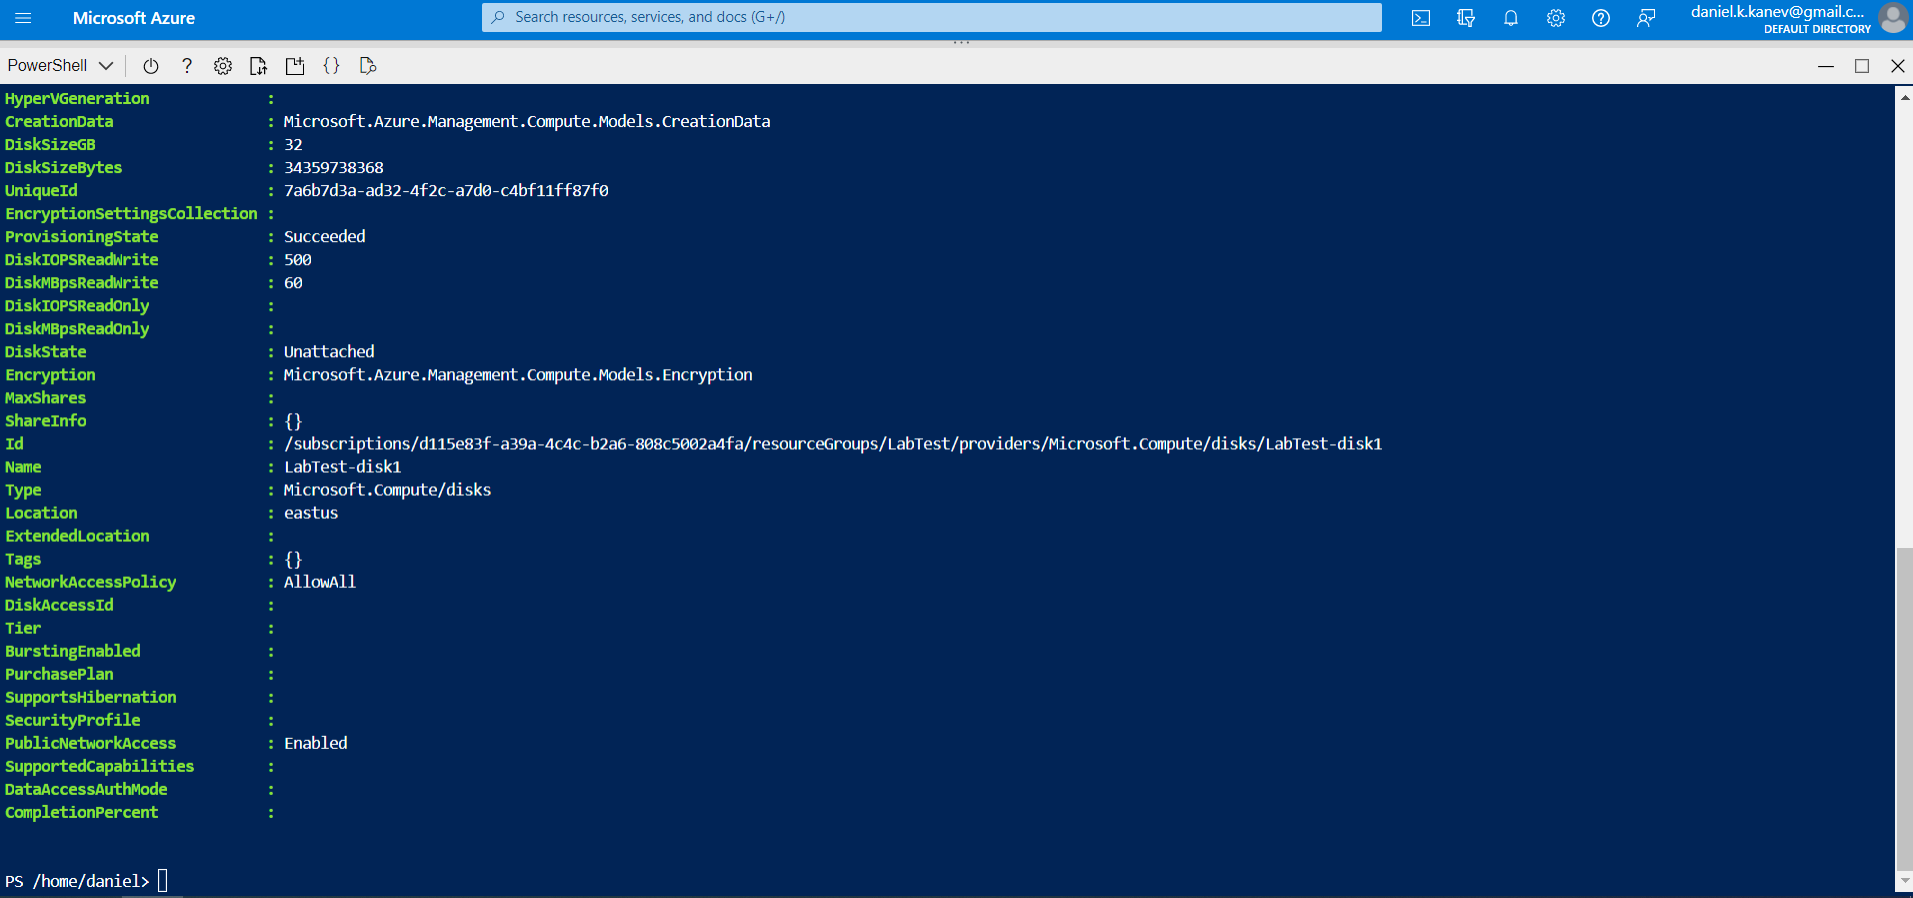 Microsoft Azure
Search resources, services, and docs (G+/)
daniel.k.kanev@gmail.c...
DEFAULT DIRECTORY
PowerShell
HyperVGeneration :
CreationData : Microsoft.Azure.Management.Compute.Models.CreationData
DiskSizeGB : 32
DiskSizeBytes : 34359738368
UniqueId : 7a6b7d3a-ad32-4f2c-a7d0-c4bf11ff87f0
EncryptionSettingsCollection :
ProvisioningState : Succeeded
DiskIOPSReadWrite : 500
DiskMBpsReadWrite : 60
DiskIOPSReadOnly :
DiskMBpsReadOnly :
DiskState : Unattached
Encryption : Microsoft.Azure.Management.Compute.Models.Encryption
MaxShares :
ShareInfo : {}
Id : /subscriptions/d115e83f-a39a-4c4c-b2a6-808c5002a4fa/resourceGroups/LabTest/providers/Microsoft.Compute/disks/LabTest-disk1
Name : LabTest-disk1
Type : Microsoft.Compute/disks
Location : eastus
ExtendedLocation :
Tags : {}
NetworkAccessPolicy : AllowAll
DiskAccessId :
Tier :
BurstingEnabled :
PurchasePlan :
SupportsHibernation :
SecurityProfile :
PublicNetworkAccess : Enabled
SupportedCapabilities :
DataAccessAuthMode :
CompletionPercent :
PS /home/daniel>